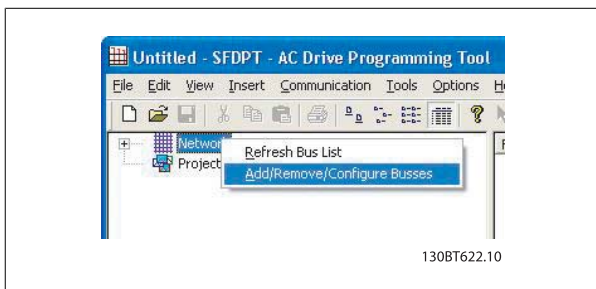 Untitled - SFDPT - AC Drive Programming Tool
File Edit View Insert Communication Tools Options
Network
Refresh Bus List
Project
Add/Remove/Configure Busses
130BT622.10